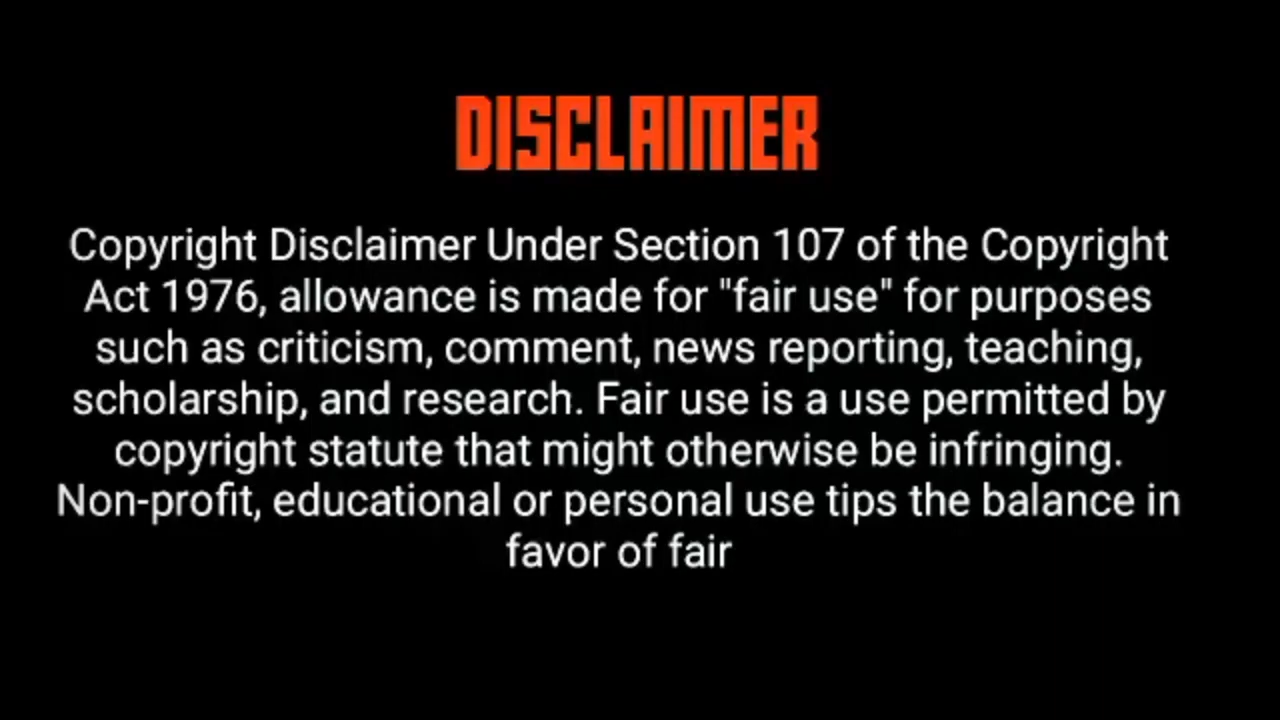 DISCLAIMER
Copyright Disclaimer Under Section 107 of the Copyright
Act 1976, allowance is made for "fair use" for purposes
such as criticism, comment, news reporting, teaching,
scholarship, and research. Fair use is a use permitted by
copyright statute that might otherwise be infringing.
Non-profit, educational or personal use tips the balance in
favor of fair